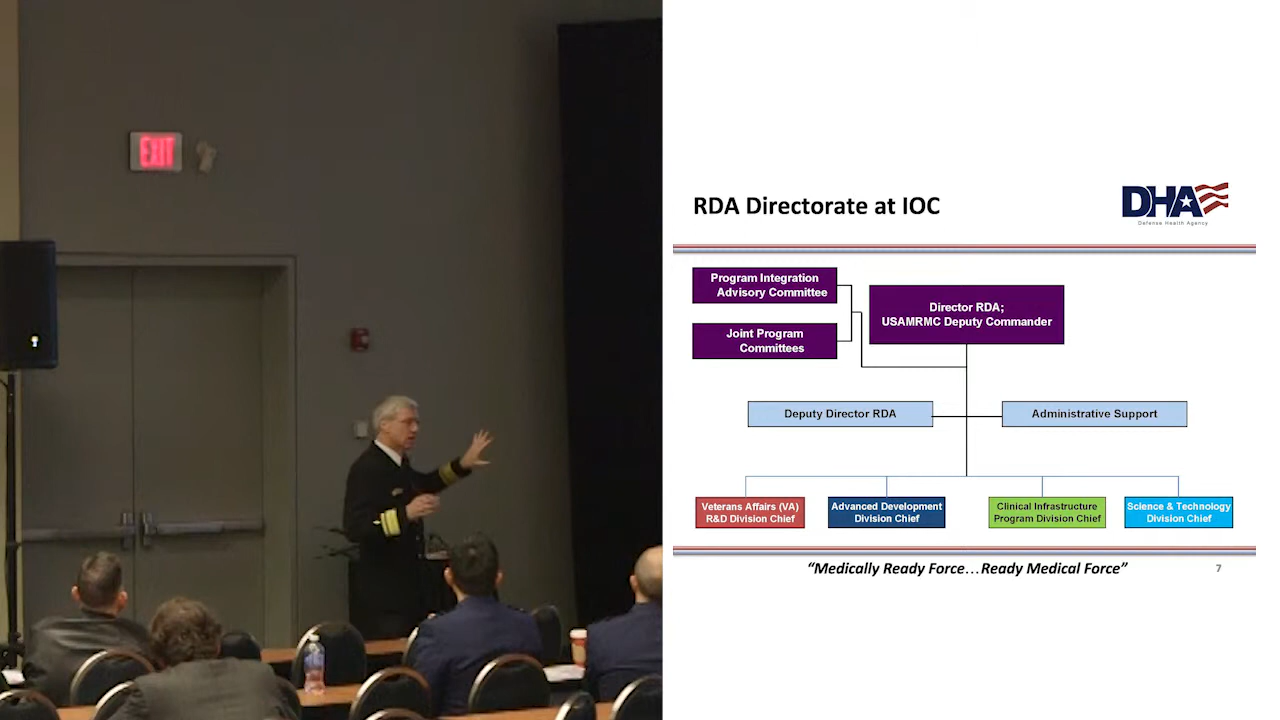 EXIT
RDA Directorate at IOC
DHA
Defense Health Agency
Program Integration
Advisory Committee
Director RDA;
USAMRMC Deputy Commander
Joint Program
Committees
Deputy Director RDA
Administrative Support
Veterans Affairs (VA)
R&D Division Chief
Advanced Development
Division Chief
Clinical Infrastructure
Program Division Chief
Science & Technology
Division Chief
“Medically Ready Force…Ready Medical Force”
7